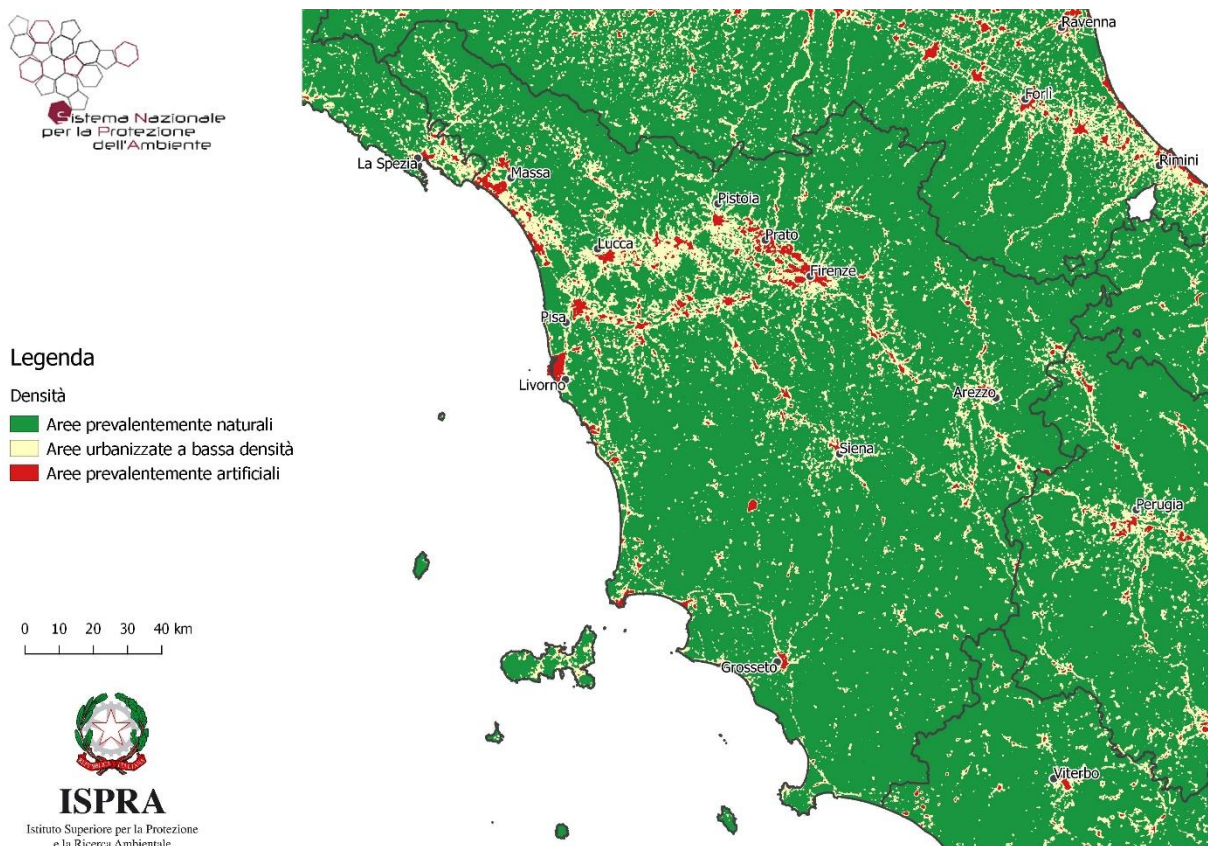 Sistema Nazionale
per la Protezione
dell'Ambiente
Ravenna
Forlì
Rimini
La Spezia
Massa
Pistoia
Prato
Lucca
Firenze
Pisa
Livorno
Arezzo
Siena
Perugia
Grosseto
Viterbo
Legenda
Densità
Aree prevalentemente naturali
Aree urbanizzate a bassa densità
Aree prevalentemente artificiali
0 10 20 30 40 km
ISPRA
Istituto Superiore per la Protezione
e la Ricerca Ambientale